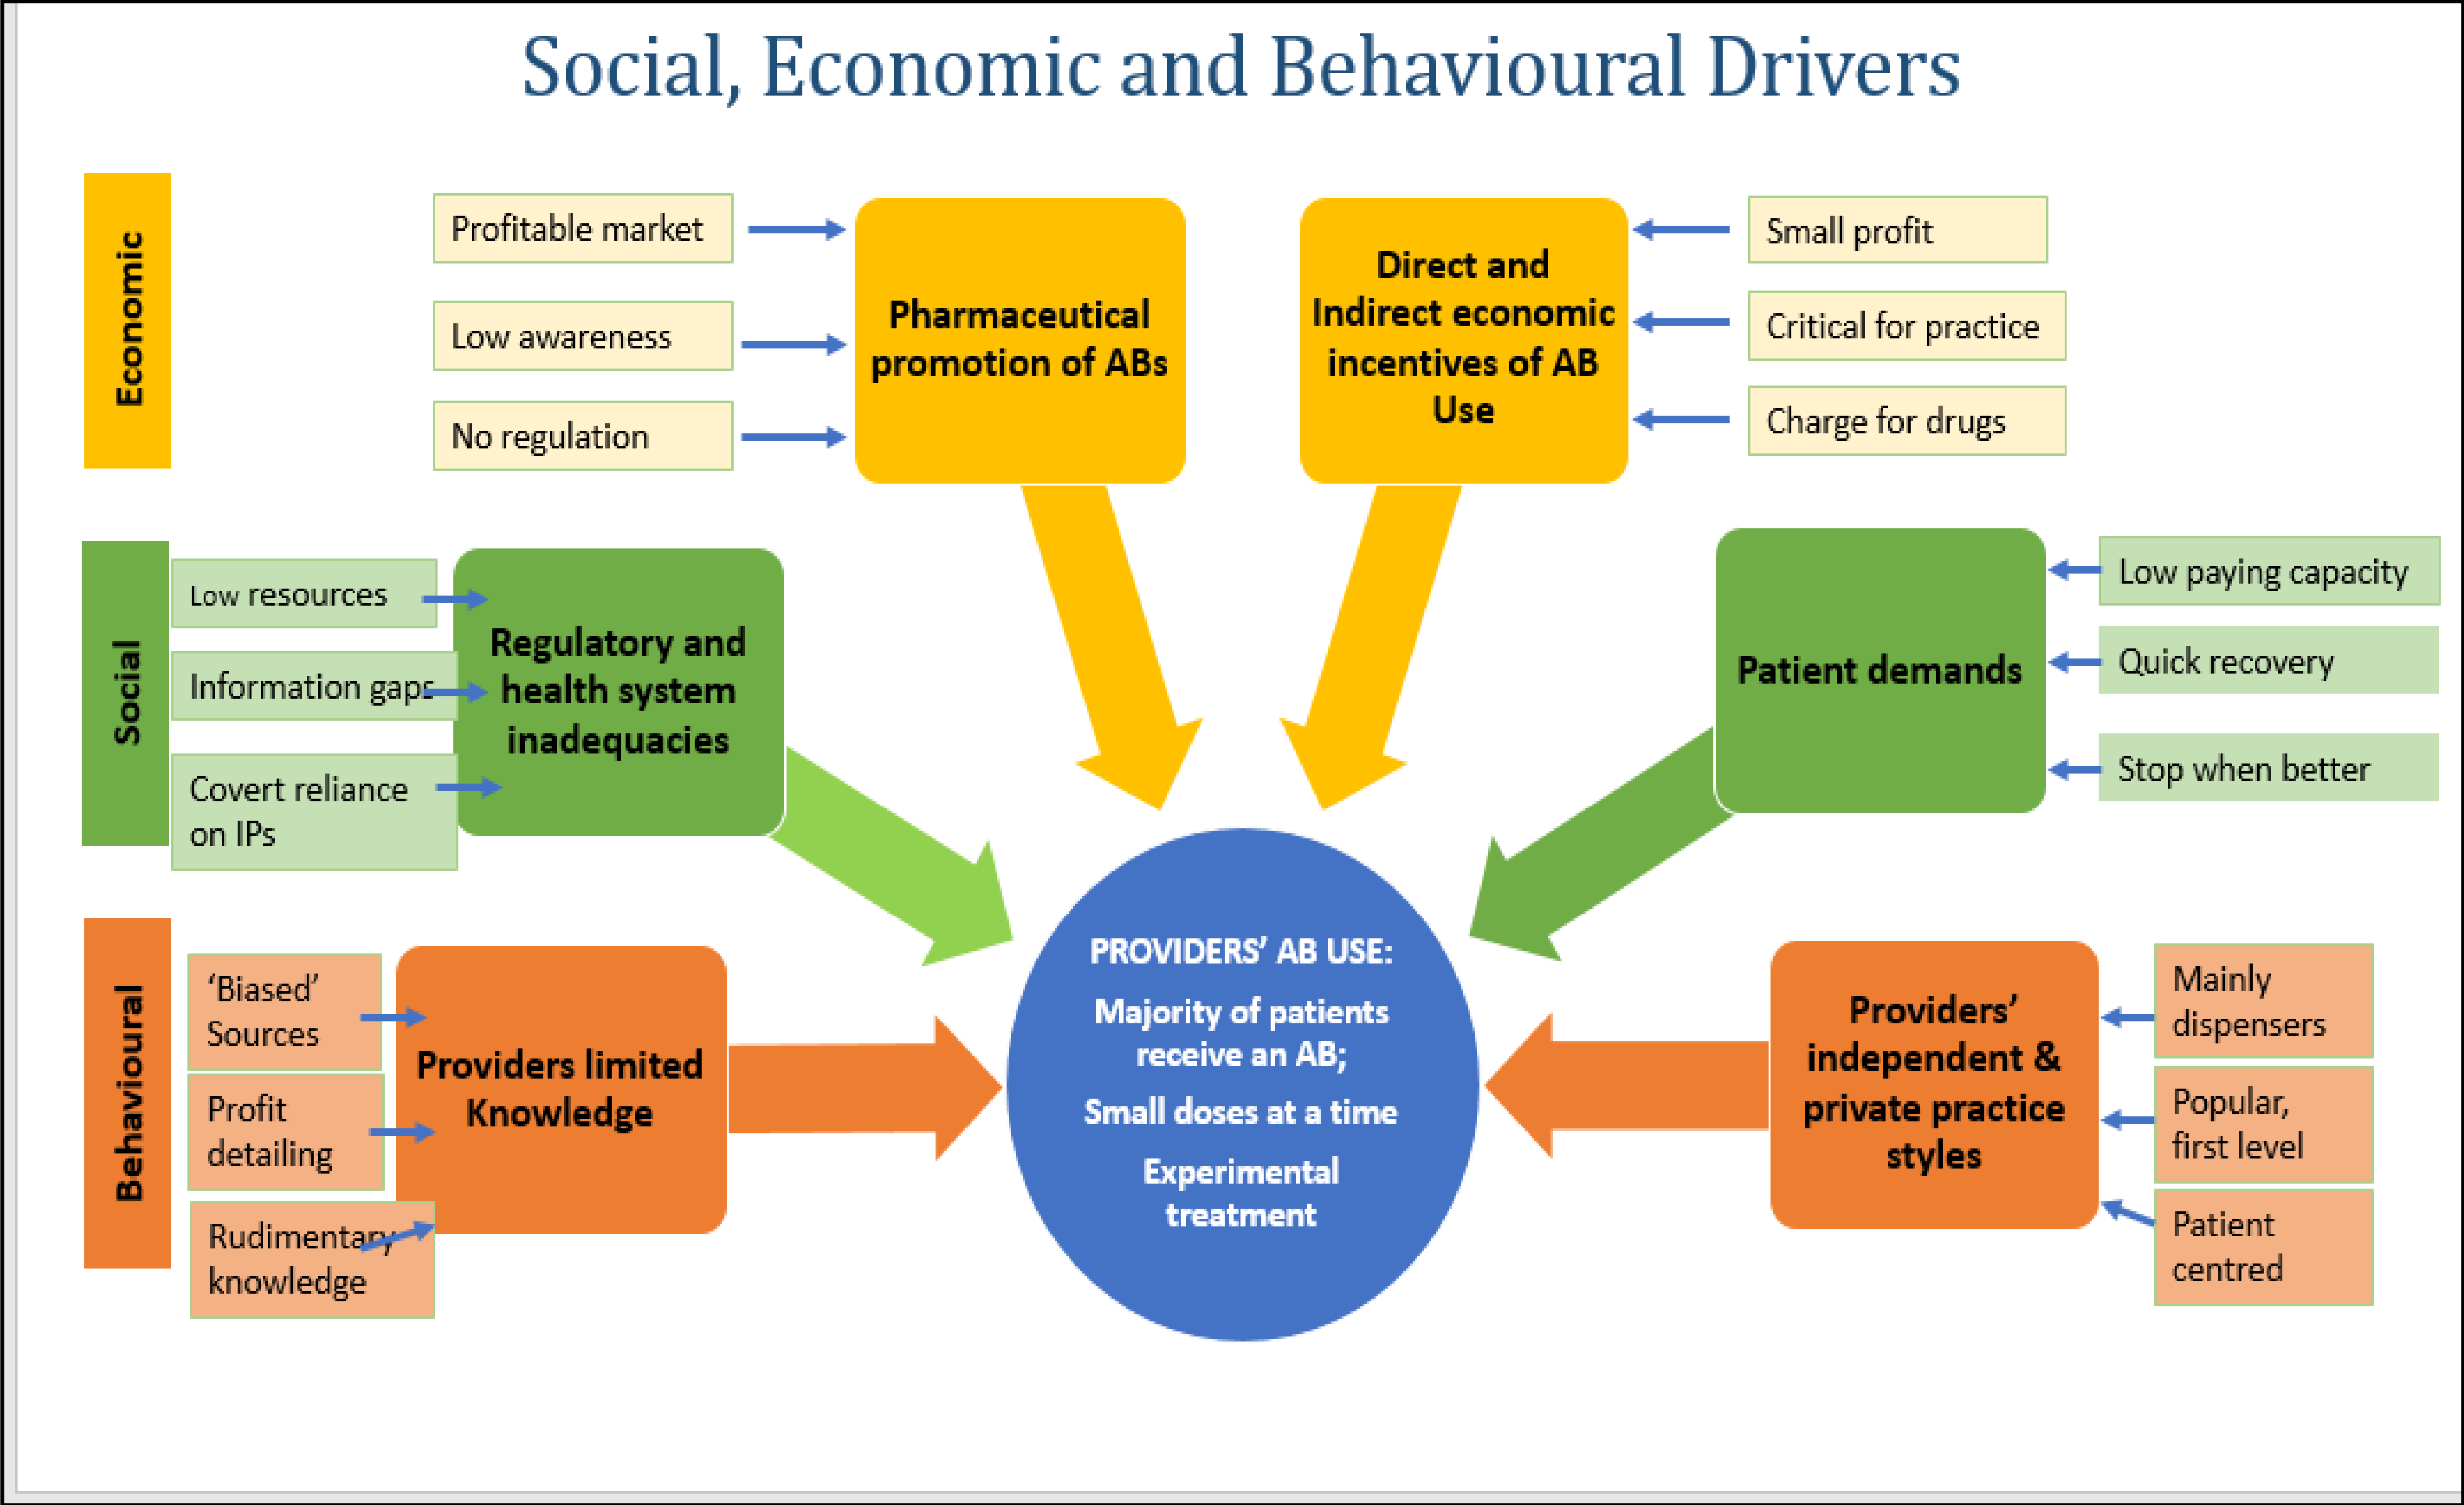 Social, Economic and Behavioural Drivers
Economic
Profitable market
Low awareness
No regulation
Pharmaceutical
promotion of ABs
Direct and
Indirect economic
incentives of AB
Use
Small profit
Critical for practice
Charge for drugs
Social
Low resources
Information gaps
Covert reliance
on IPs
Regulatory and
health system
inadequacies
Patient demands
Low paying capacity
Quick recovery
Stop when better
Behavioural
‘Biased’
Sources
Profit
detailing
Rudimentary
knowledge
Providers limited
Knowledge
PROVIDERS’ AB USE:
Majority of patients
receive an AB;
Small doses at a time
Experimental
treatment
Providers’
independent &
private practice
styles
Mainly
dispensers
Popular,
first level
Patient
centred